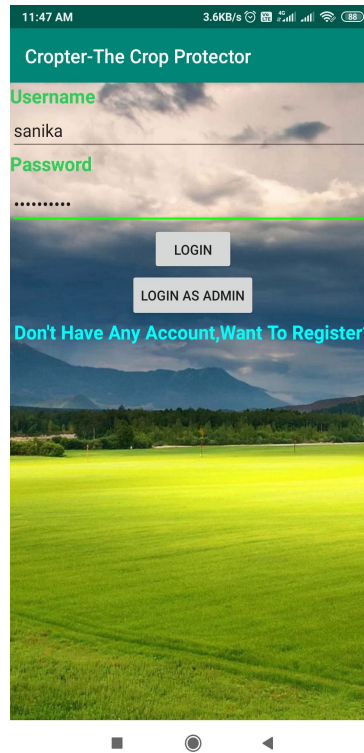 11:47 AM 3.6KB/s 4G 88
Cropter-The Crop Protector
Username
sanika
Password
••••••••••
LOGIN
LOGIN AS ADMIN
Don't Have Any Account,Want To Register?